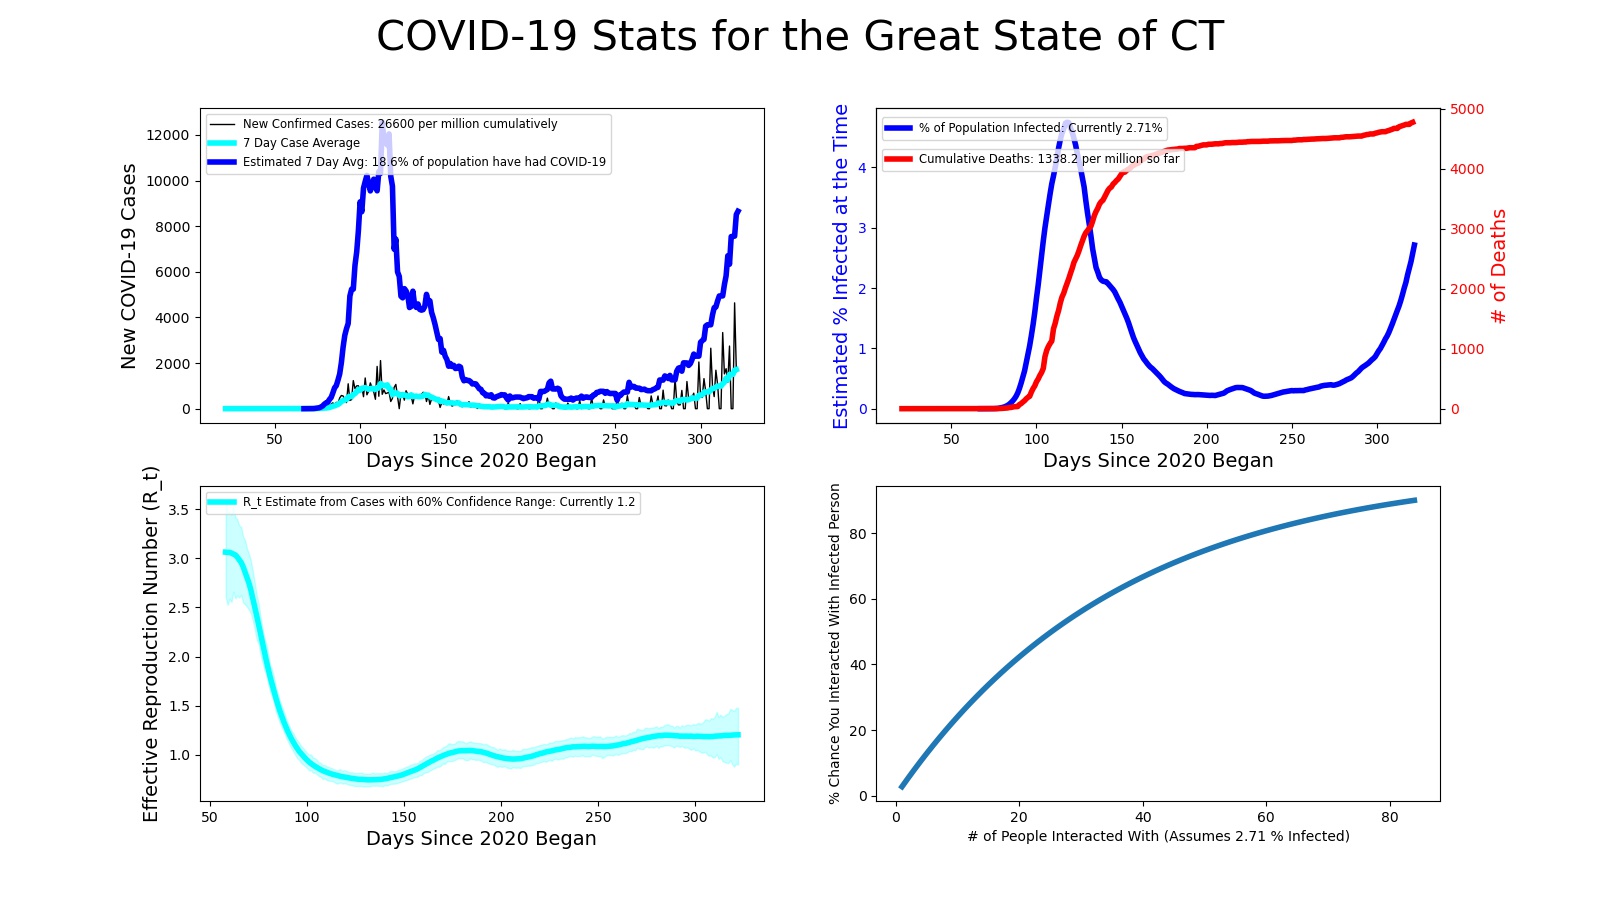 COVID-19 Stats for the Great State of CT
New COVID-19 Cases
12000
10000
8000
6000
4000
2000
0
New Confirmed Cases: 26600 per million cumulatively
7 Day Case Average
Estimated 7 Day Avg: 18.6% of population have had COVID-19
50 100 150 200 250 300
Days Since 2020 Began
Estimated % Infected at the Time
4
3
2
1
0
% of Population Infected: Currently 2.71%
Cumulative Deaths: 1338.2 per million so far
5000
4000
3000
2000
1000
0
# of Deaths
50 100 150 200 250 300
Days Since 2020 Began
Effective Reproduction Number (R_t)
3.5
3.0
2.5
2.0
1.5
1.0
R_t Estimate from Cases with 60% Confidence Range: Currently 1.2
50 100 150 200 250 300
Days Since 2020 Began
% Chance You Interacted With Infected Person
80
60
40
20
0
0 20 40 60 80
# of People Interacted With (Assumes 2.71 % Infected)